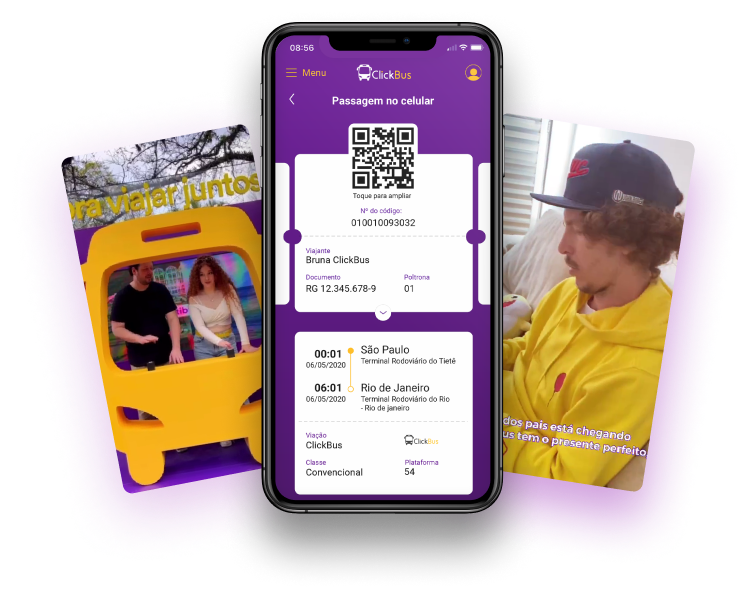 08:56
Menu
ClickBus
Passagem no celular
Toque para ampliar
Nº do código:
010010093032
Viajante
Bruna ClickBus
Documento
Poltrona
RG 12.345.678-9
01
00:01
São Paulo
06/05/2020
Terminal Rodoviário do Tietê
06:01
Rio de Janeiro
06/05/2020
Terminal Rodoviário do Rio
- Rio de janeiro
Viação
ClickBus
ClickBus
Classe
Plataforma
Convencional
54
viajar juntos
dos pais está chegando
us tem o presente perfeito